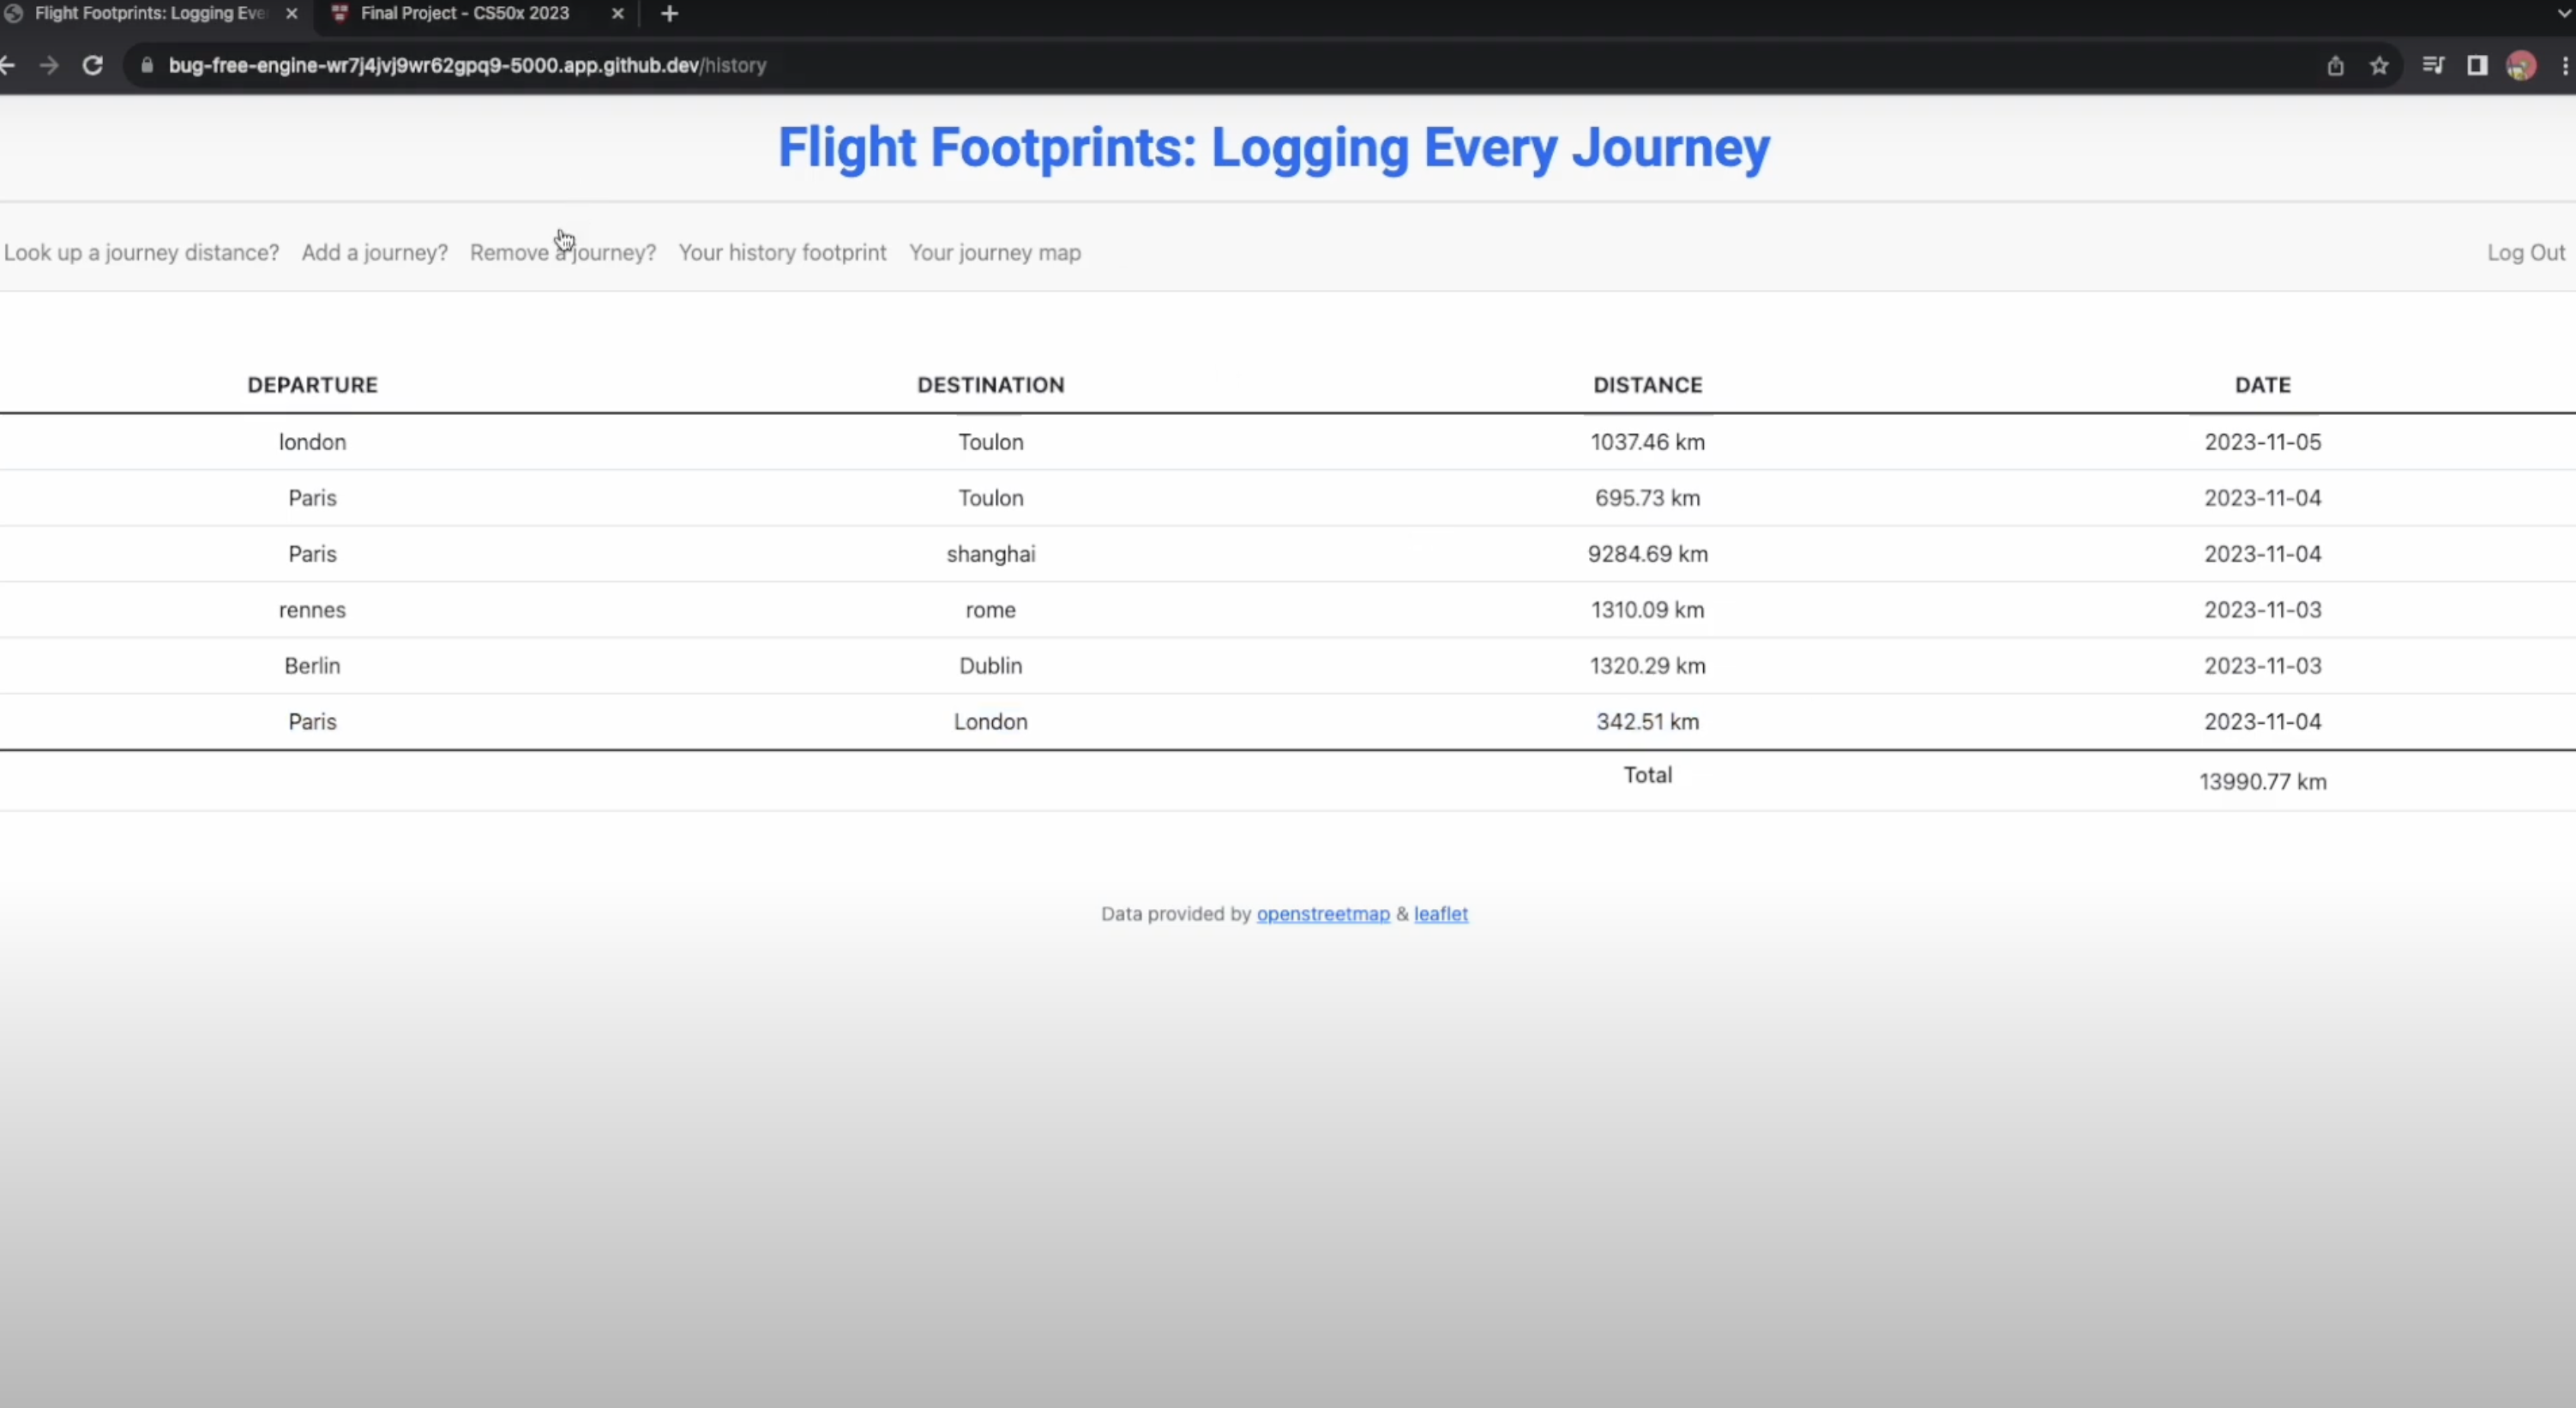 Flight Footprints: Logging Eve
Final Project - CS50x 2023
bug-free-engine-wr7j4jvj9wr62gpq9-5000.app.github.dev/history
Flight Footprints: Logging Every Journey
Look up a journey distance? Add a journey? Remove a journey? Your history footprint Your journey map Log Out
DEPARTURE DESTINATION DISTANCE DATE
london Toulon 1037.46 km 2023-11-05
Paris Toulon 695.73 km 2023-11-04
Paris shanghai 9284.69 km 2023-11-04
rennes rome 1310.09 km 2023-11-03
Berlin Dublin 1320.29 km 2023-11-03
Paris London 342.51 km 2023-11-04
Total 13990.77 km
Data provided by openstreetmap & leaflet